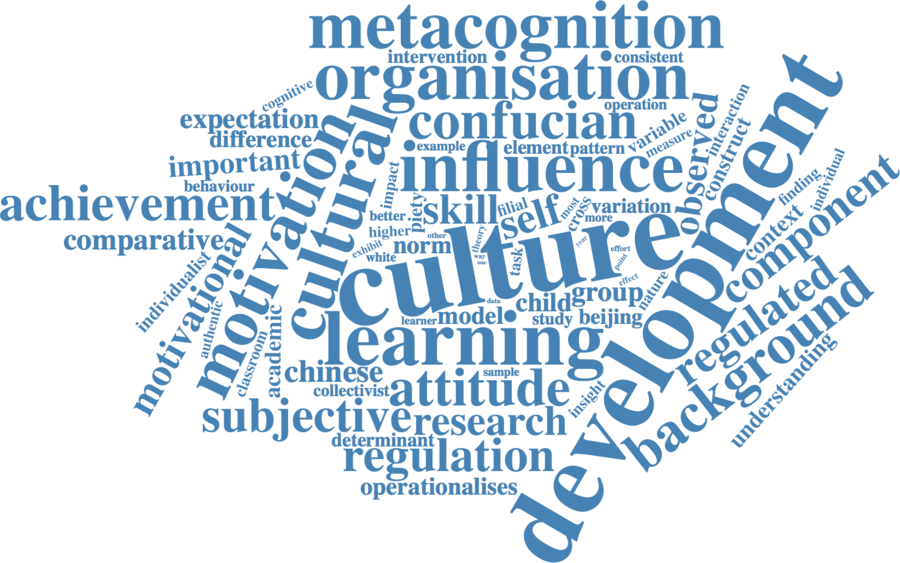 metacognition
intervention
consistent
organisation
cognitive
operation
expectation
confucian
difference
example
element
pattern
variable
measure
observed
interaction
construct
important
behaviour
influence
achievement
motivation
cultural
impact
piety
better
skill
filial
self
most
cross
more
variation
development
finding
individual
component
context
comparative
higher
exhibit
white
norm
other
theory
way
one
task
year
effort
point
effect
nature
culture
individualist
motivational
authentic
classroom
academic
data
child
group
learner
model
study
beijing
learning
regulated
background
understanding
chinese
collectivist
sample
attitude
insight
subjective
research
determinant
regulation
operationalises